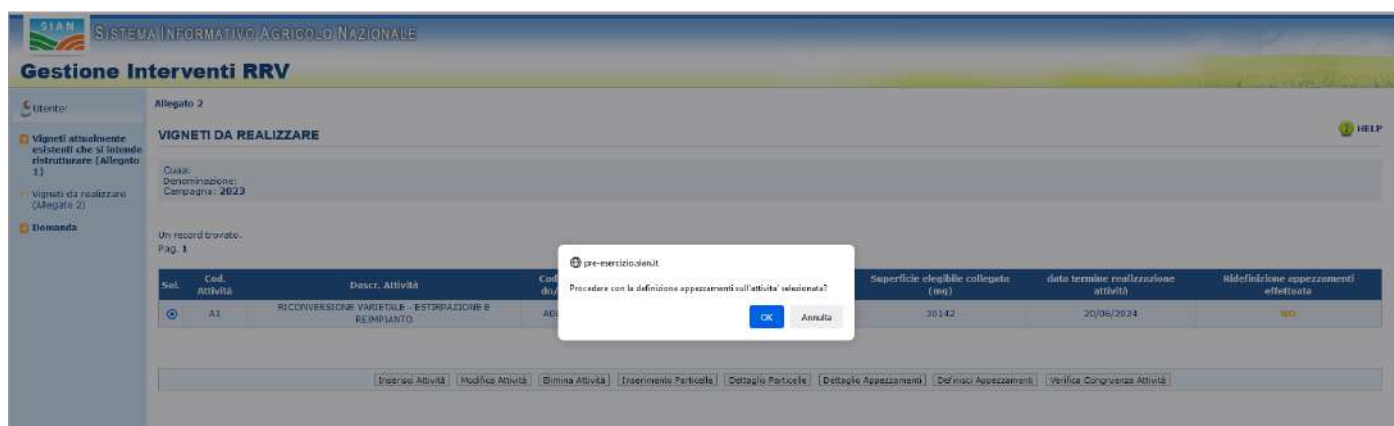 SIAN
SISTEMA INFORMATIVO AGRICOLO NAZIONALE
Gestione Interventi RRV
Utente:
Vigneti attualmente esistenti che si intende ristrutturare (Allegato 1)
Vigneti da realizzare (Allegato 2)
Domanda
Allegato 2
VIGNETI DA REALIZZARE
HELP
Cuaa:
Denominazione:
Campagna: 2023
Un record trovato.
Pag. 1
pre-esercizio.sian.it
Procedere con la definizione appezzamenti sull'attivita' selezionata?
OK Annulla
Sel. Cod. Attività Descr. Attività Superficie elegibile collegata (mq) data termine realizzazione attività Ridefinizione appezzamenti effettuata
A1 RICONVERSIONE VARIETALE - ESTIRPAZIONE E REIMPIANTO 30142 20/06/2024 NO
Inserisci Attività Modifica Attività Elimina Attività Inserimento Particelle Dettaglio Particelle Dettaglio Appezzamenti Definisci Appezzamenti Verifica Congruenza Attività